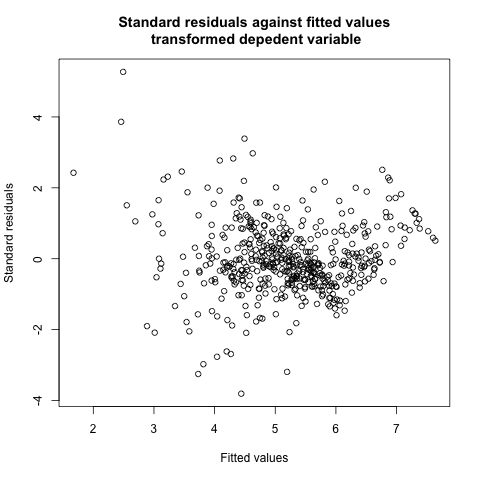 Standard residuals against fitted values
transformed depedent variable
Standard residuals
4
2
0
-2
-4
2 3 4 5 6 7
Fitted values